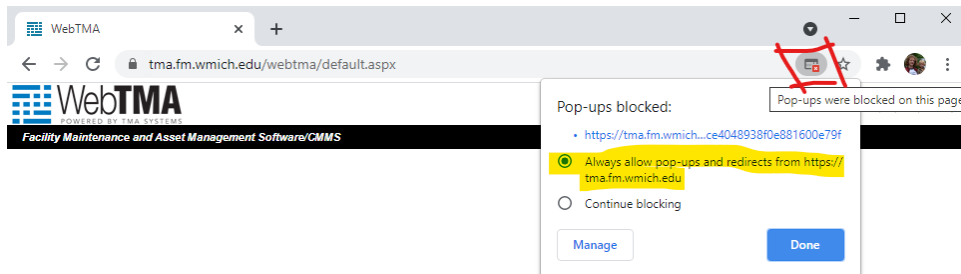 WebTMA
tma.fm.wmich.edu/webtma/default.aspx
WebTMA
POWERED BY TMA SYSTEMS
Facility Maintenance and Asset Management Software/CMMS
Pop-ups were blocked on this page
Pop-ups blocked:
• https://tma.fm.wmich...ce4048938f0e881600e79f
Always allow pop-ups and redirects from https://
tma.fm.wmich.edu
Continue blocking
Manage
Done